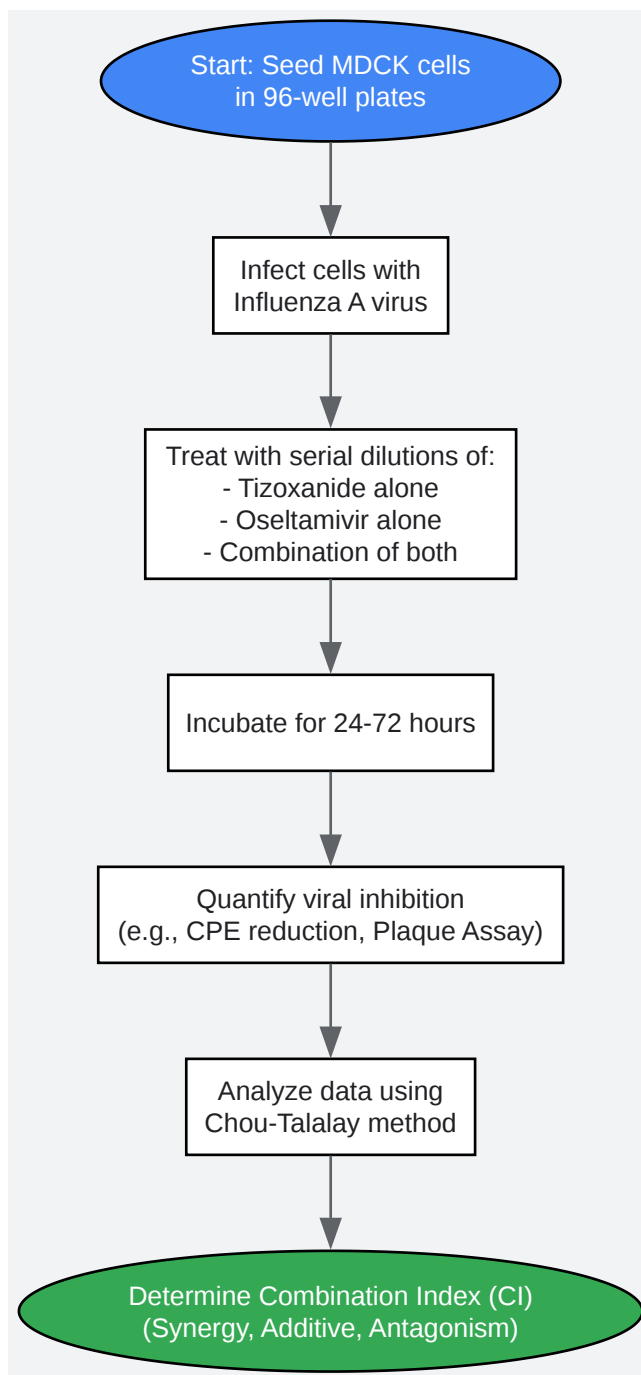 Start: Seed MDCK cells
in 96-well plates
Infect cells with
Influenza A virus
Treat with serial dilutions of:
- Tizoxanide alone
- Oseltamivir alone
- Combination of both
Incubate for 24-72 hours
Quantify viral inhibition
(e.g., CPE reduction, Plaque Assay)
Analyze data using
Chou-Talalay method
Determine Combination Index (CI)
(Synergy, Additive, Antagonism)